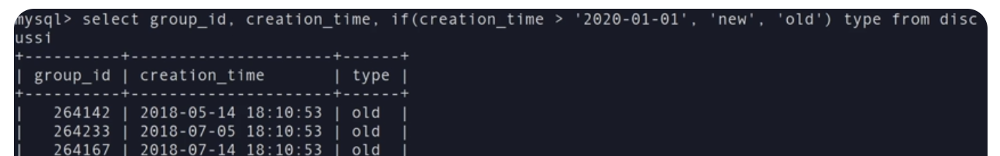 mysql> select group_id, creation_time, if(creation_time > '2020-01-01', 'new', 'old') type from disc
ussi
+----------+---------------------+------+
| group_id | creation_time       | type |
+----------+---------------------+------+
|   264142 | 2018-05-14 18:10:53 | old  |
|   264233 | 2018-07-05 18:10:53 | old  |
|   264167 | 2018-07-14 18:10:53 | old  |